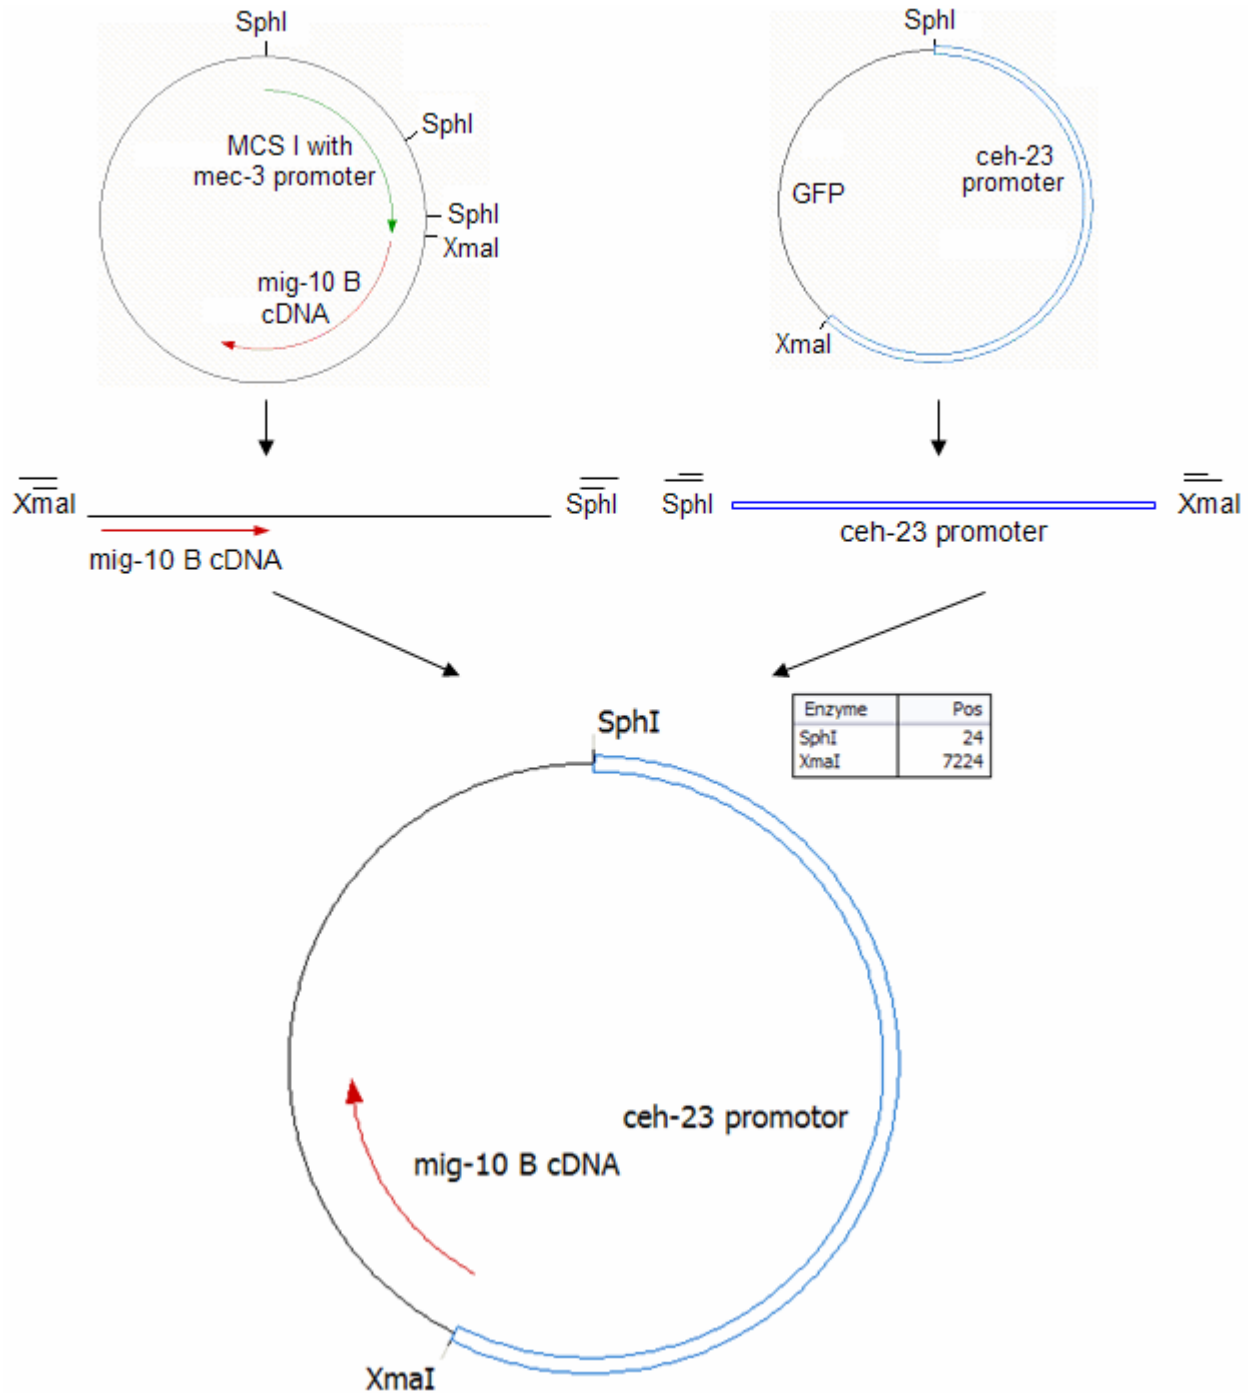 SphI
SphI
MCS I with
mec-3 promoter
SphI
XmaI
mig-10 B
cDNA
SphI
ceh-23
promoter
GFP
XmaI
XmaI
SphI
mig-10 B cDNA
SphI
XmaI
ceh-23 promoter
Enzyme Pos
SphI 24
XmaI 7224
SphI
ceh-23 promotor
mig-10 B cDNA
XmaI